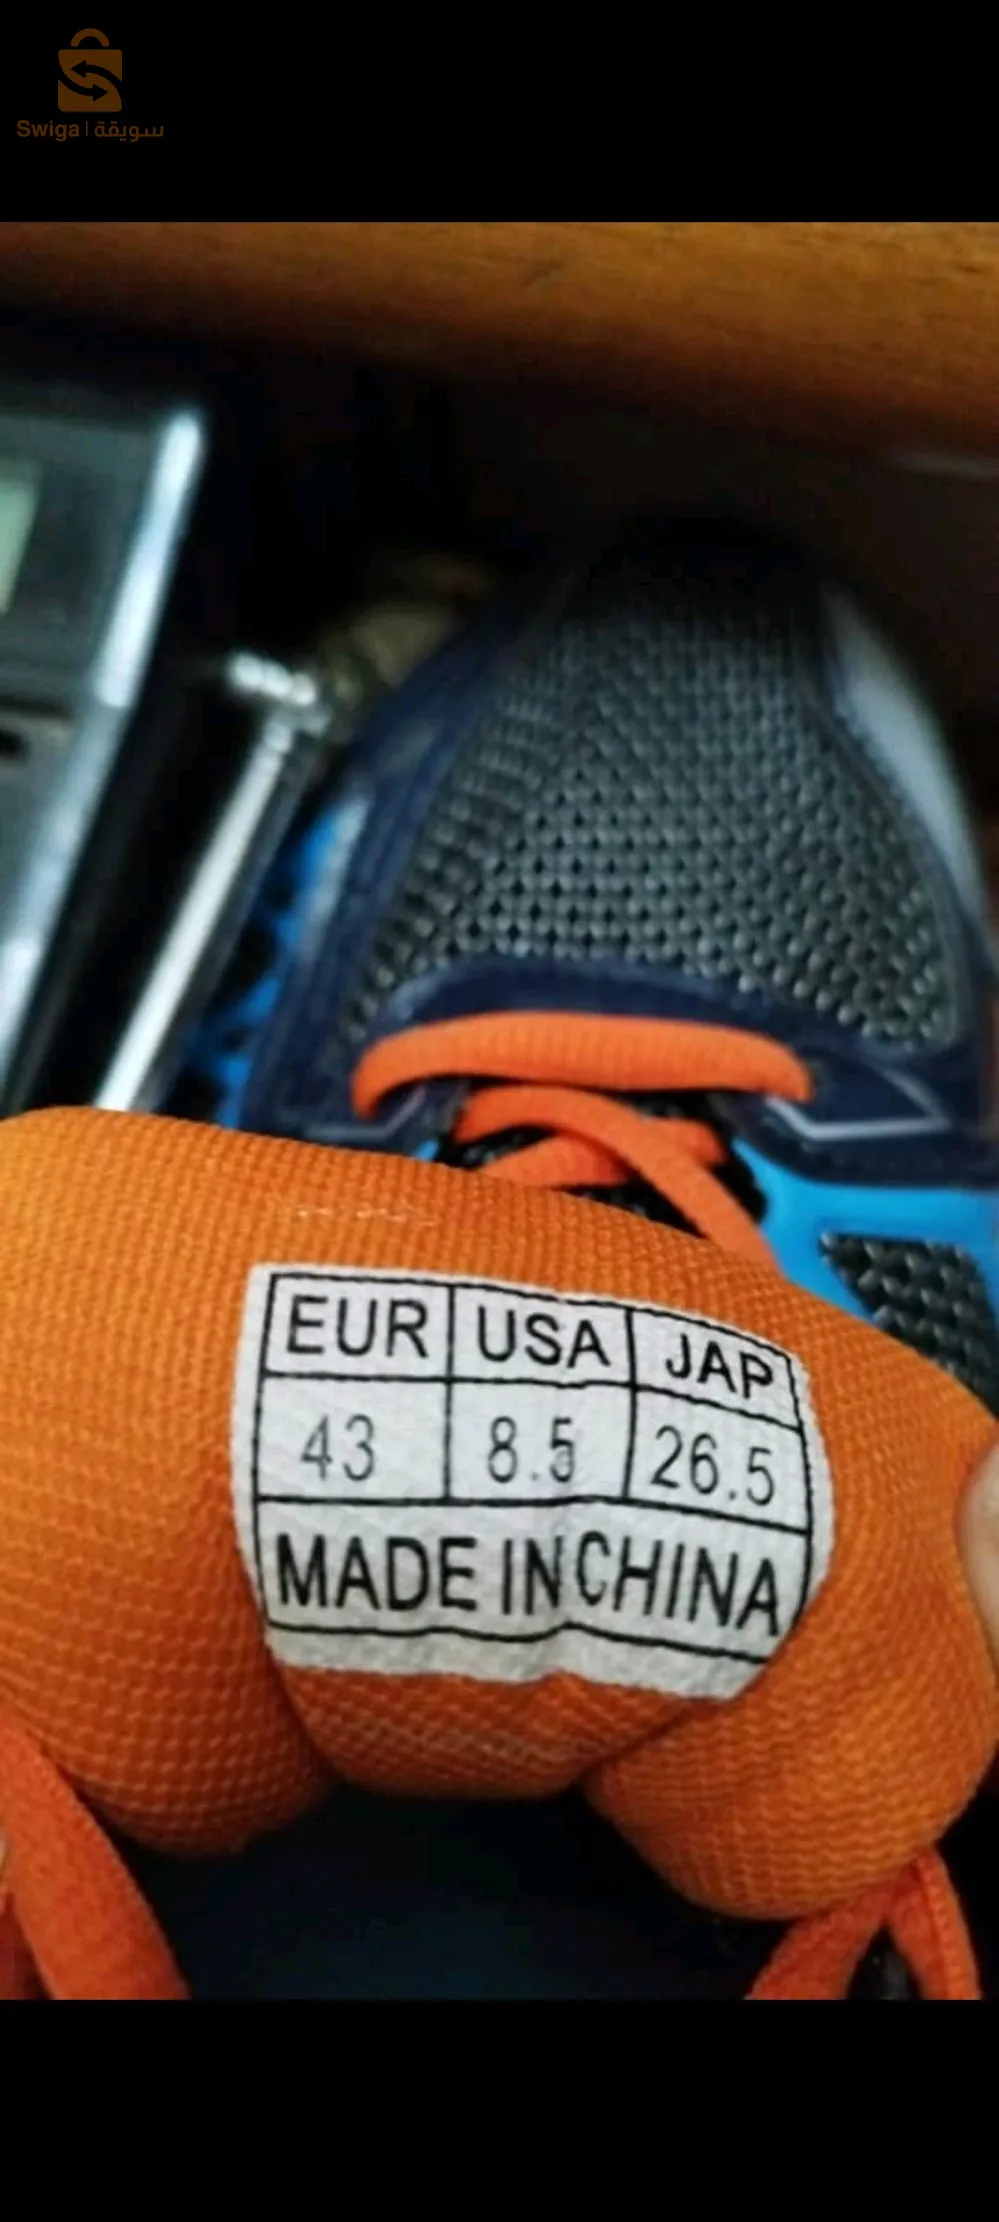 Swiga | سويقة
EUR USA JAP
43 8.5 26.5
MADE IN CHINA